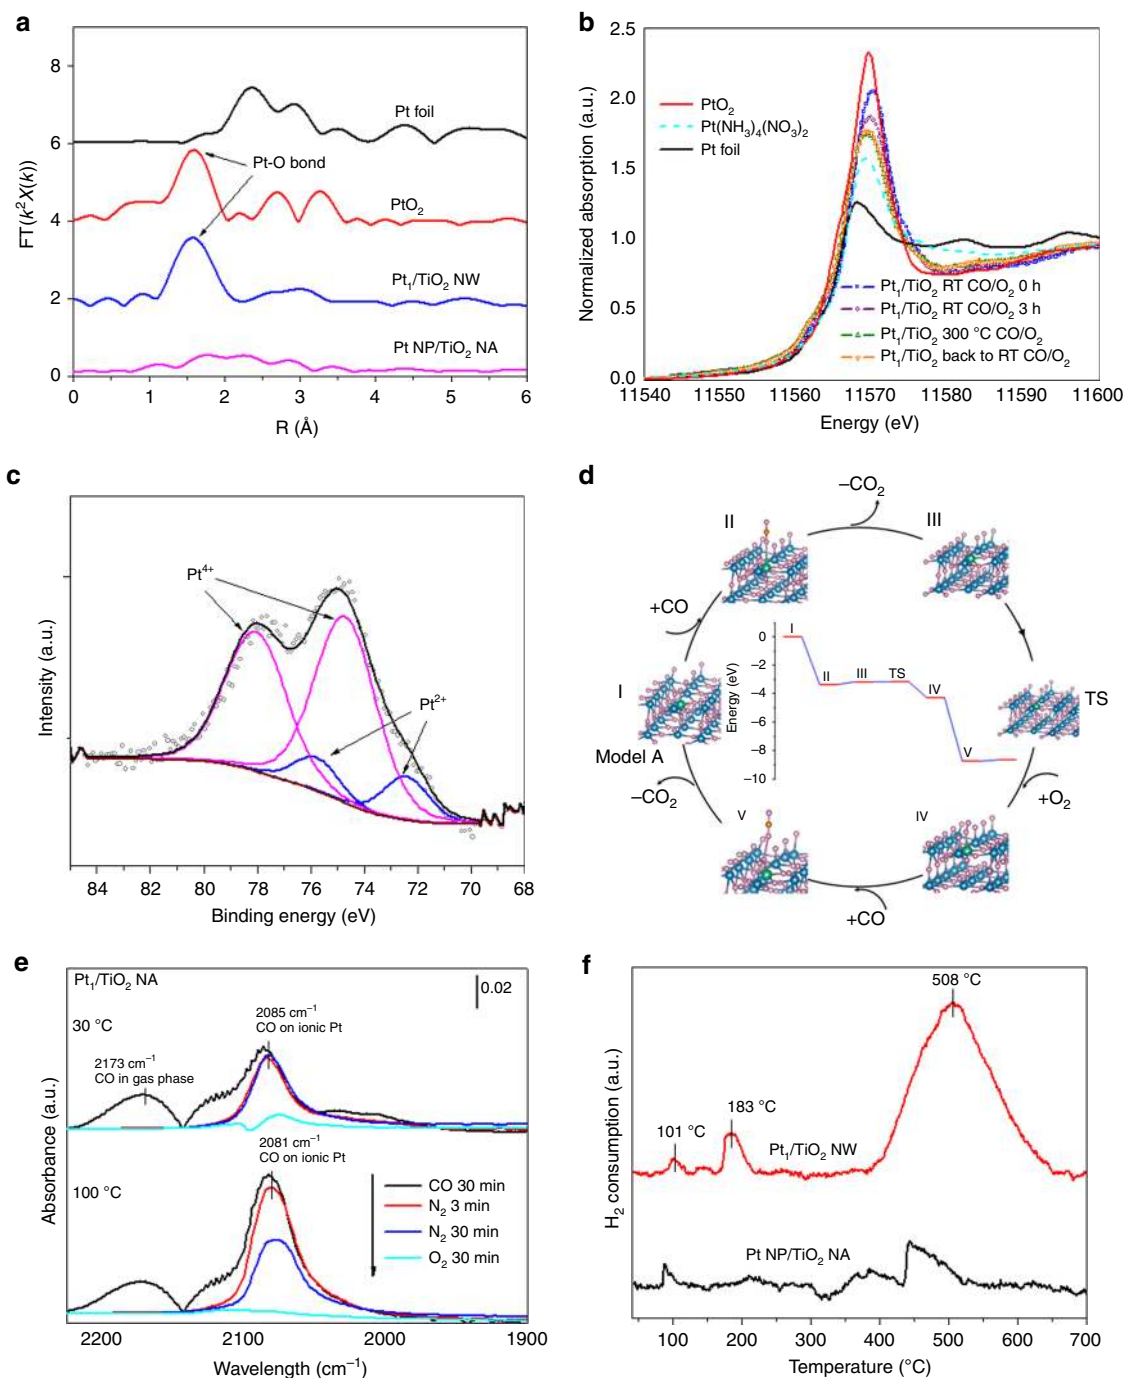 a
8
6
4
2
0
FT(k²X(k))
Pt foil
Pt-O bond
PtO₂
Pt₁/TiO₂ NW
Pt NP/TiO₂ NA
0 1 2 3 4 5 6
R (Å)
b
2.5
2.0
1.5
1.0
0.5
0.0
Normalized absorption (a.u.)
PtO₂
Pt(NH₃)₄(NO₃)₂
Pt foil
Pt₁/TiO₂ RT CO/O₂ 0 h
Pt₁/TiO₂ RT CO/O₂ 3 h
Pt₁/TiO₂ 300 °C CO/O₂
Pt₁/TiO₂ back to RT CO/O₂
11540 11550 11560 11570 11580 11590 11600
Energy (eV)
c
Intensity (a.u.)
Pt⁴⁺
Pt²⁺
84 82 80 78 76 74 72 70 68
Binding energy (eV)
d
–CO₂
II
III
+CO
I
Model A
–CO₂
TS
+O₂
V
IV
+CO
0
–2
–4
–6
–8
–10
Energy (eV)
I
II
III
TS
IV
V
e
Pt₁/TiO₂ NA
0.02
30 °C
2085 cm⁻¹
CO on ionic Pt
2173 cm⁻¹
CO in gas phase
2081 cm⁻¹
CO on ionic Pt
100 °C
CO 30 min
N₂ 3 min
N₂ 30 min
O₂ 30 min
Absorbance (a.u.)
2200 2100 2000 1900
Wavelength (cm⁻¹)
f
508 °C
183 °C
101 °C
Pt₁/TiO₂ NW
Pt NP/TiO₂ NA
H₂ consumption (a.u.)
100 200 300 400 500 600 700
Temperature (°C)